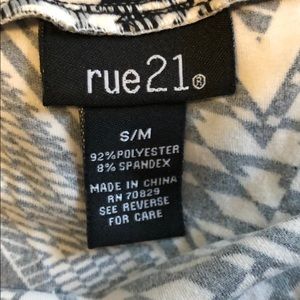 rue21®
S/M
92% POLYESTER
8% SPANDEX
MADE IN CHINA
RN 70829
SEE REVERSE
FOR CARE